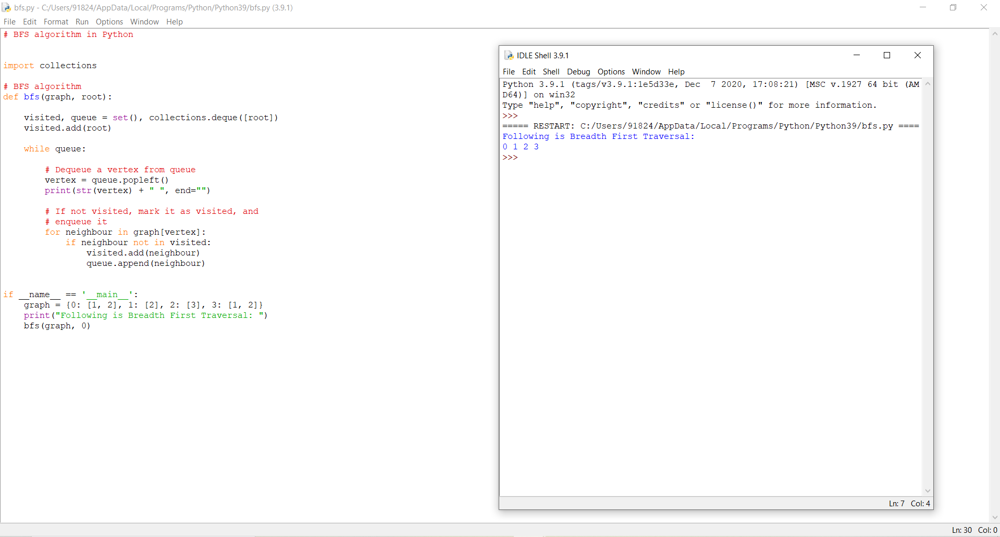 bfs.py - C:/Users/91824/AppData/Local/Programs/Python/Python39/bfs.py (3.9.1)
File Edit Format Run Options Window Help
# BFS algorithm in Python
import collections
# BFS algorithm
def bfs(graph, root):
    visited, queue = set(), collections.deque([root])
    visited.add(root)
    while queue:
        # Dequeue a vertex from queue
        vertex = queue.popleft()
        print(str(vertex) + " ", end="")
        # If not visited, mark it as visited, and
        # enqueue it
        for neighbour in graph[vertex]:
            if neighbour not in visited:
                visited.add(neighbour)
                queue.append(neighbour)
if __name__ == '__main__':
    graph = {0: [1, 2], 1: [2], 2: [3], 3: [1, 2]}
    print("Following is Breadth First Traversal: ")
    bfs(graph, 0)
IDLE Shell 3.9.1
File Edit Shell Debug Options Window Help
Python 3.9.1 (tags/v3.9.1:1e5d33e, Dec  7 2020, 17:08:21) [MSC v.1927 64 bit (AM
D64)] on win32
Type "help", "copyright", "credits" or "license()" for more information.
>>>
===== RESTART: C:/Users/91824/AppData/Local/Programs/Python/Python39/bfs.py ====
Following is Breadth First Traversal:
0 1 2 3
>>>
Ln: 7 Col: 4
Ln: 30 Col: 0